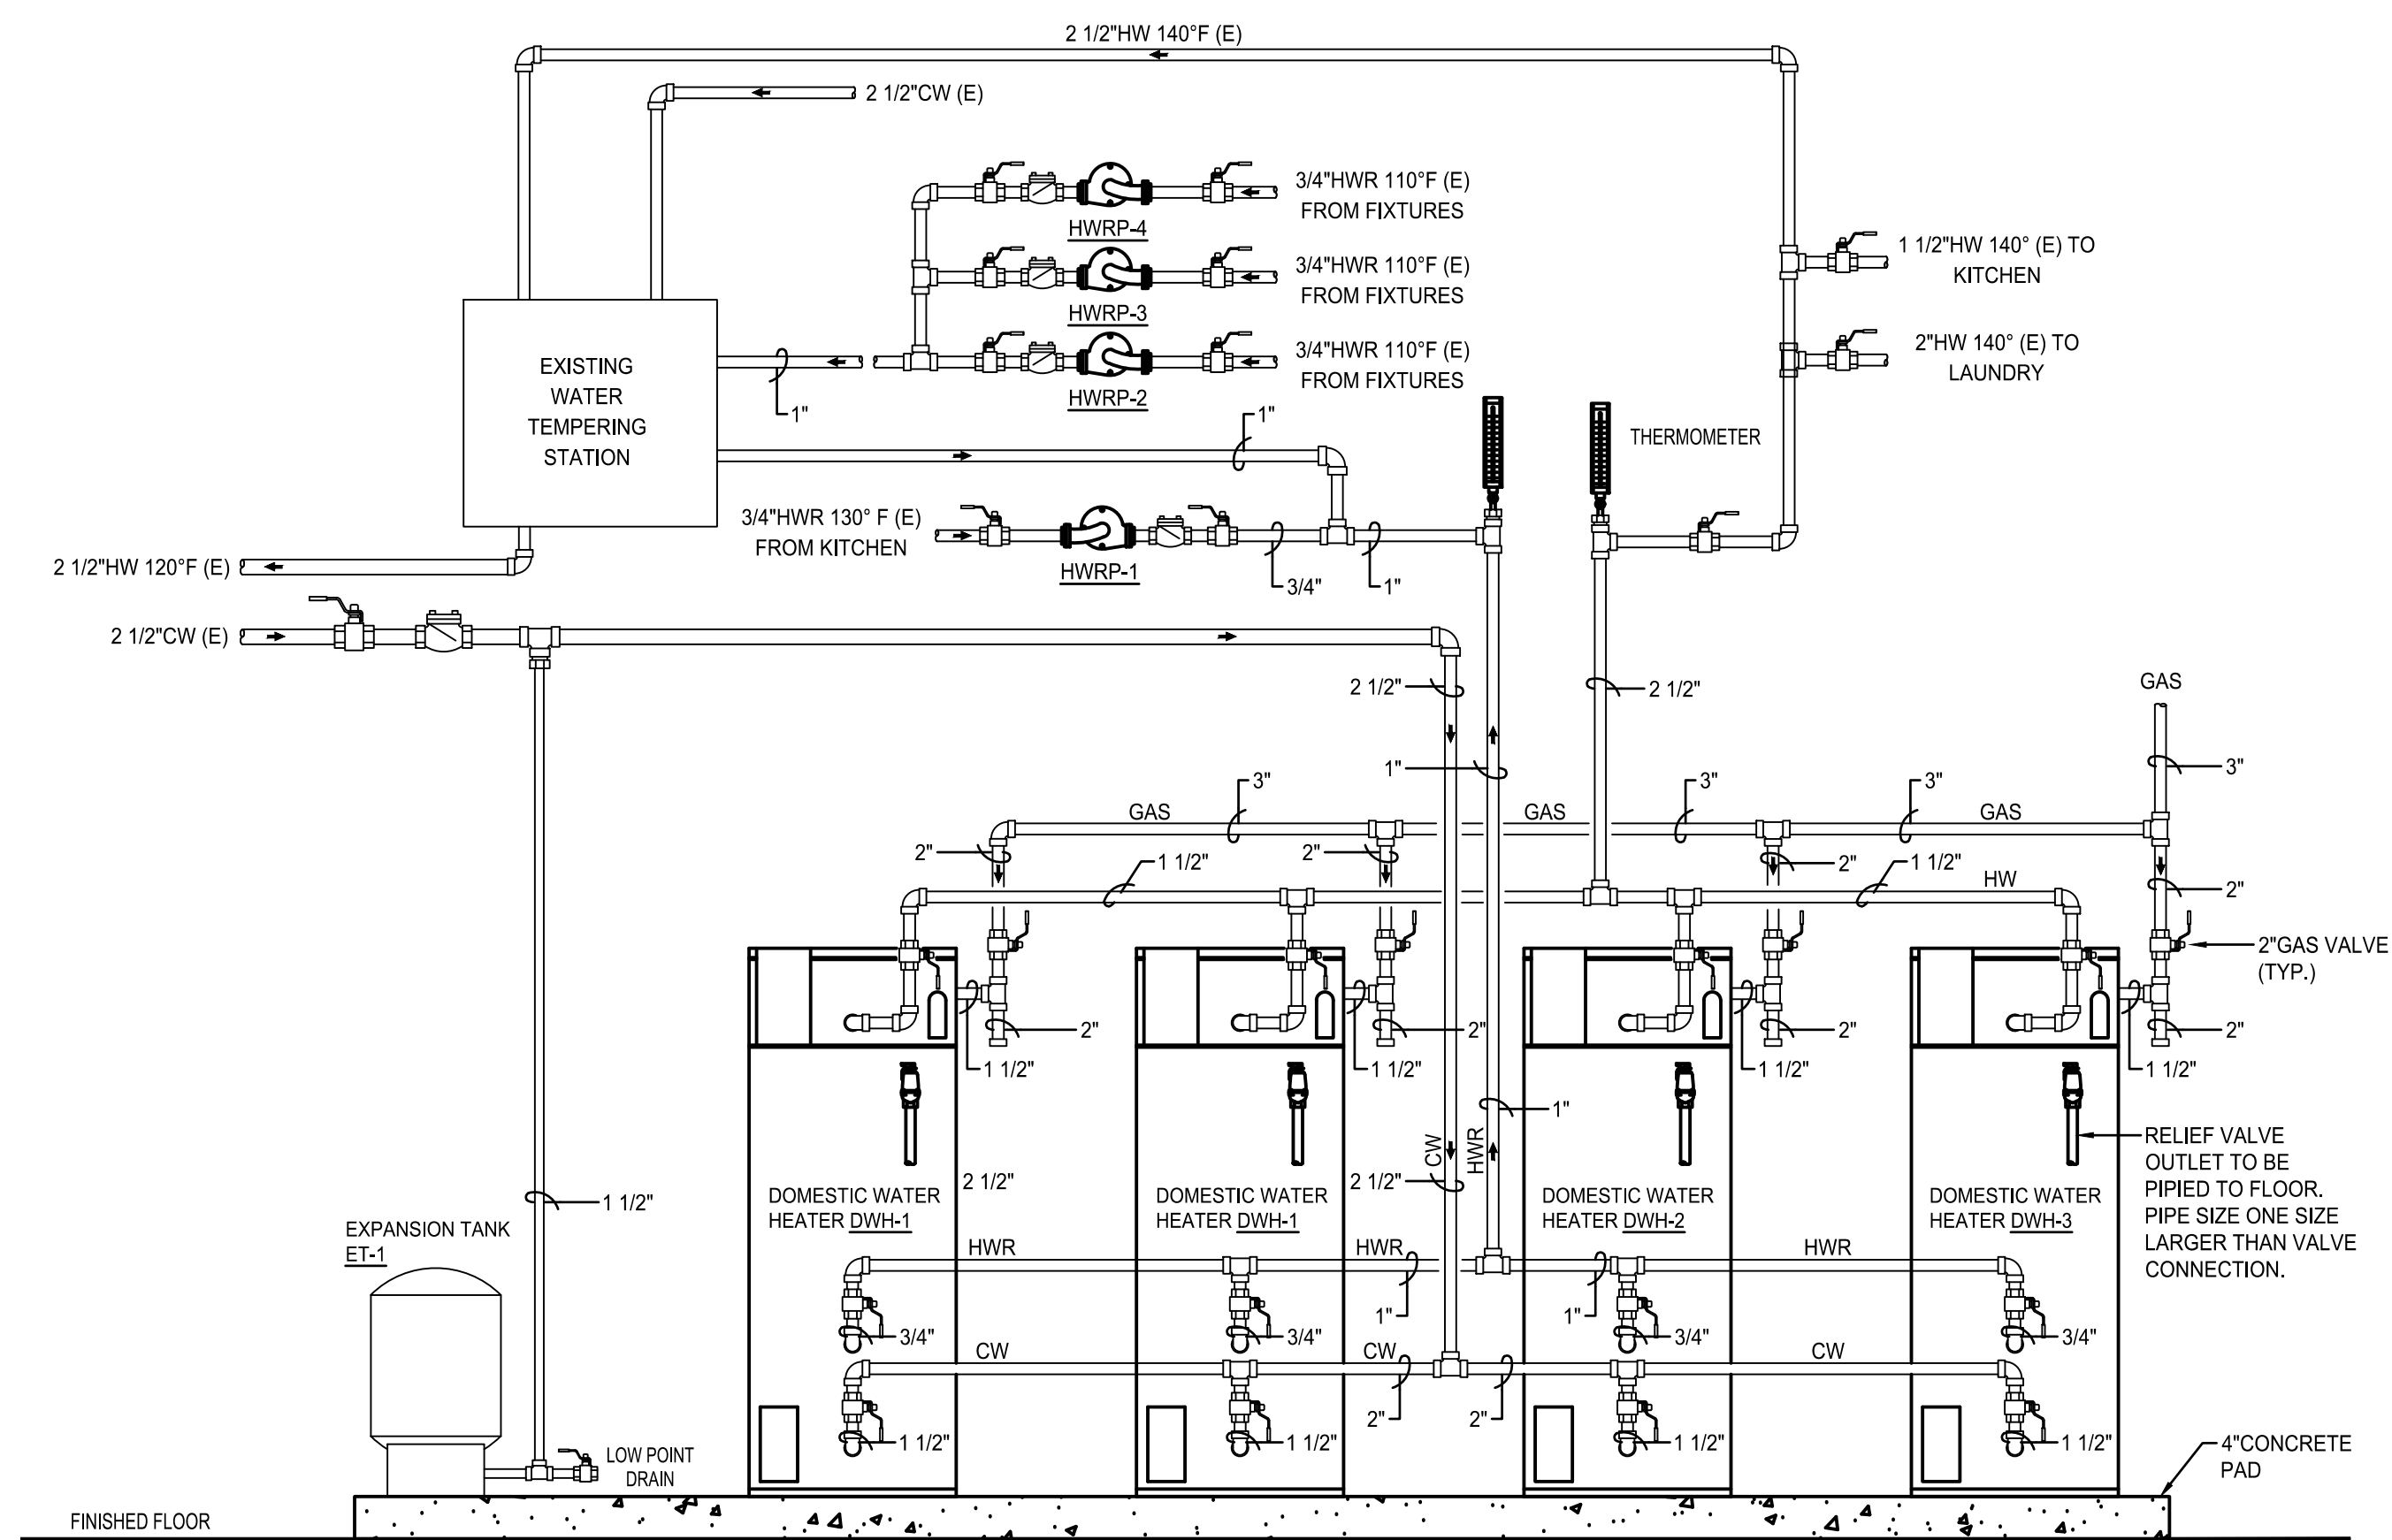 2 1/2"HW 140°F (E)
2 1/2"CW (E)
3/4"HWR 110°F (E)
FROM FIXTURES
HWRP-4
1 1/2"HW 140° (E) TO
KITCHEN
3/4"HWR 110°F (E)
FROM FIXTURES
HWRP-3
2"HW 140° (E) TO
LAUNDRY
3/4"HWR 110°F (E)
FROM FIXTURES
HWRP-2
EXISTING
WATER
TEMPERING
STATION
1"
1"
THERMOMETER
3/4"HWR 130° F (E)
FROM KITCHEN
HWRP-1
3/4"
1"
2 1/2"HW 120°F (E)
2 1/2"CW (E)
2 1/2"
2 1/2"
GAS
1"
3"
3"
3"
3"
GAS
GAS
GAS
2"
1 1/2"
2"
2"
1 1/2"
HW
2"
2"GAS VALVE
(TYP.)
2"
2"
2"
2"
1 1/2"
1 1/2"
1 1/2"
1 1/2"
1"
CW
HWR
RELIEF VALVE
OUTLET TO BE
PIPIED TO FLOOR.
PIPE SIZE ONE SIZE
LARGER THAN VALVE
CONNECTION.
2 1/2"
2 1/2"
DOMESTIC WATER
HEATER DWH-1
DOMESTIC WATER
HEATER DWH-1
DOMESTIC WATER
HEATER DWH-2
DOMESTIC WATER
HEATER DWH-3
1 1/2"
EXPANSION TANK
ET-1
HWR
HWR
HWR
1"
1"
3/4"
3/4"
3/4"
3/4"
CW
CW
CW
2"
2"
1 1/2"
1 1/2"
1 1/2"
1 1/2"
LOW POINT
DRAIN
4"CONCRETE
PAD
FINISHED FLOOR